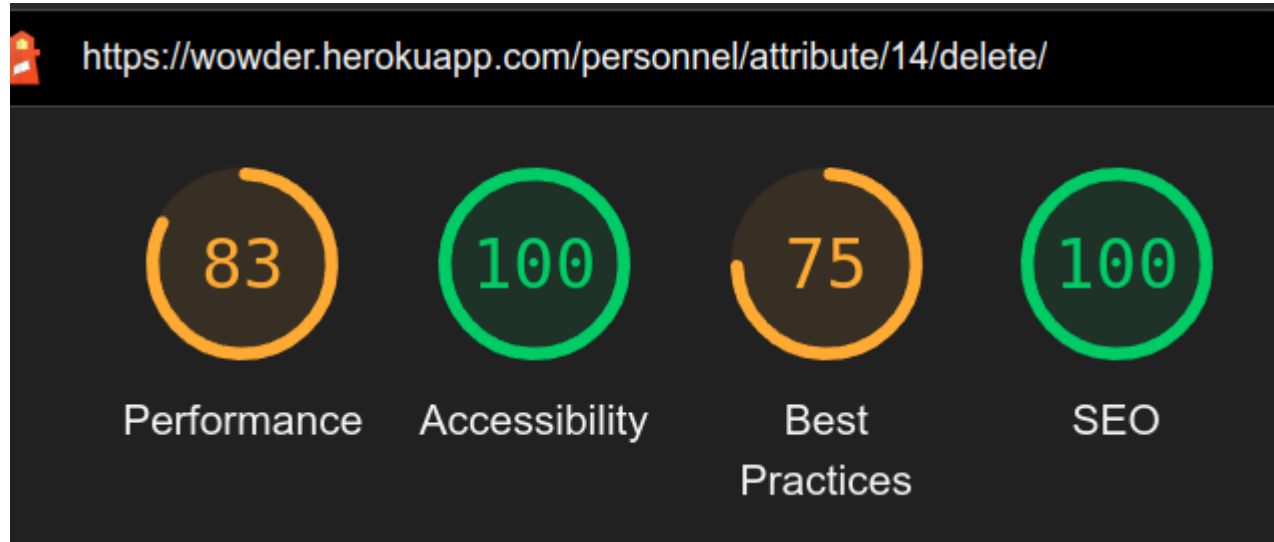 https://wowder.herokuapp.com/personnel/attribute/14/delete/
83
100
75
100
Performance
Accessibility
Best
Practices
SEO